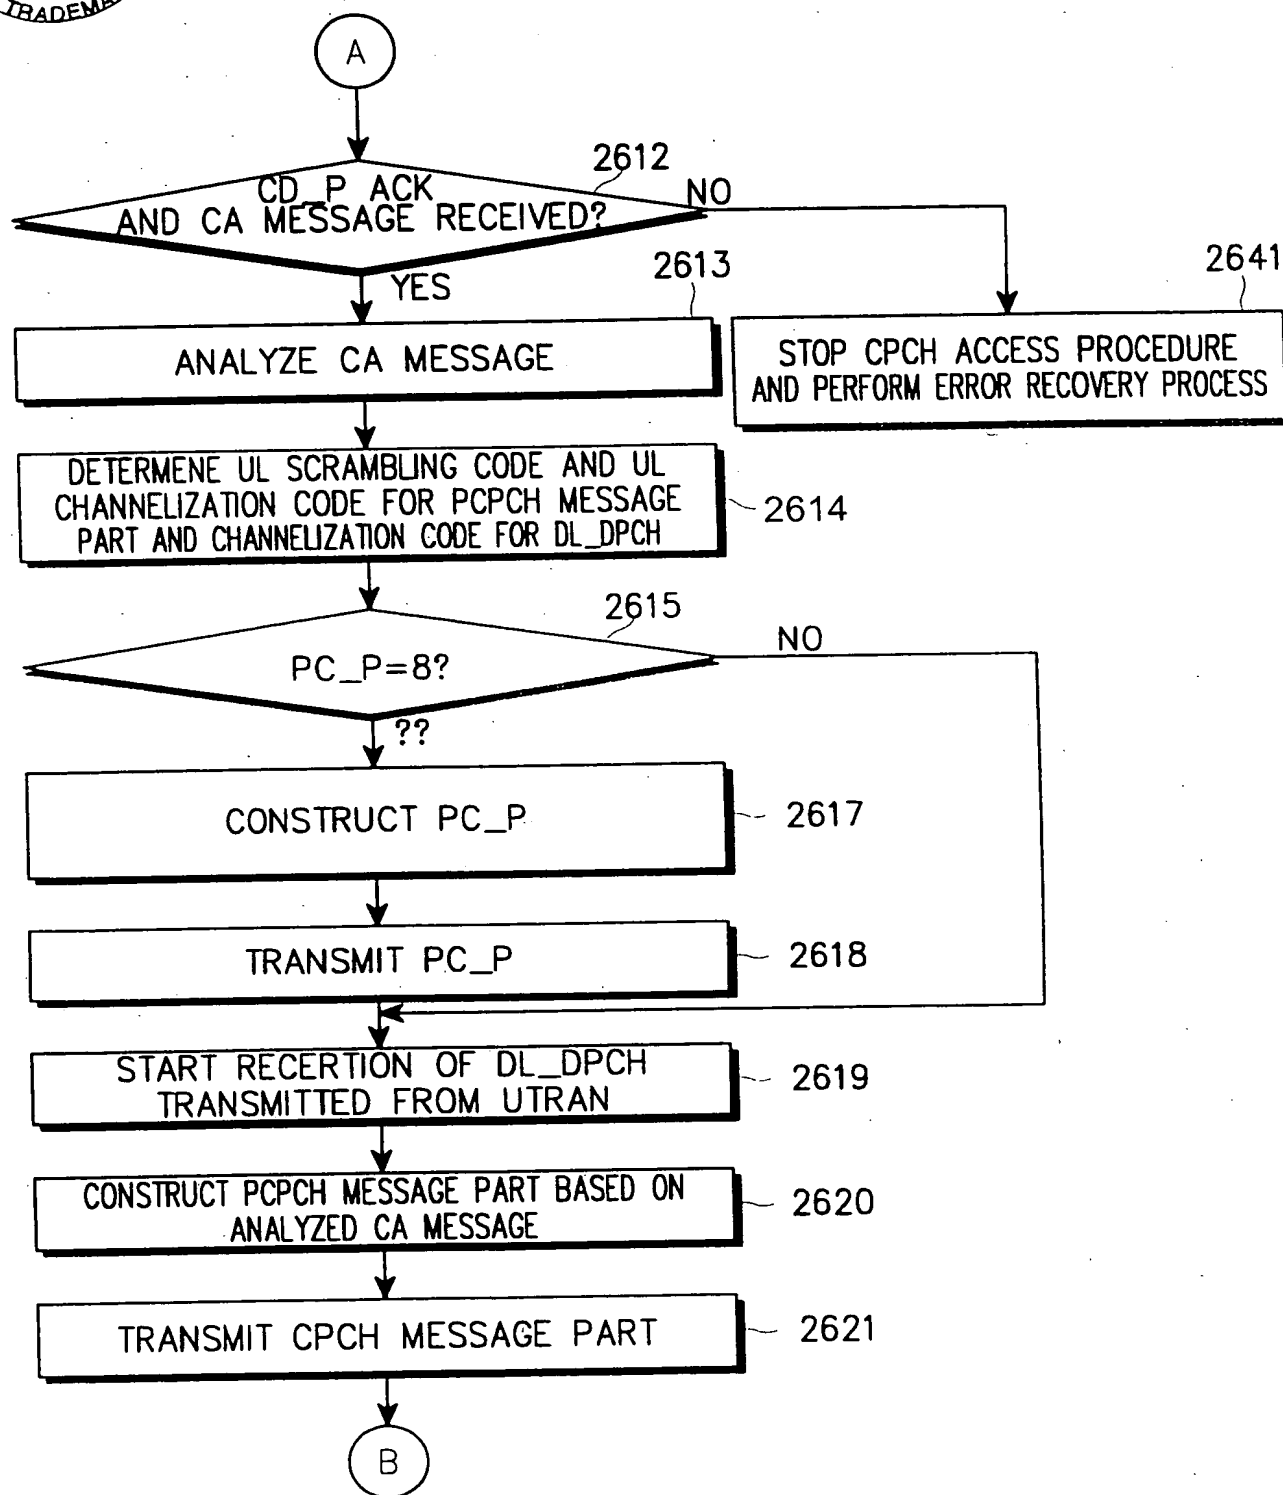 TRADEMA
A
2612
CD_P ACK
AND CA MESSAGE RECEIVED?
NO
YES
2613
2641
ANALYZE CA MESSAGE
STOP CPCH ACCESS PROCEDURE
AND PERFORM ERROR RECOVERY PROCESS
DETERMENE UL SCRAMBLING CODE AND UL
CHANNELIZATION CODE FOR PCPCH MESSAGE
PART AND CHANNELIZATION CODE FOR DL_DPCH
2614
2615
NO
PC_P=8?
??
CONSTRUCT PC_P
2617
TRANSMIT PC_P
2618
START RECERTION OF DL_DPCH
TRANSMITTED FROM UTRAN
2619
CONSTRUCT PCPCH MESSAGE PART BASED ON
ANALYZED CA MESSAGE
2620
TRANSMIT CPCH MESSAGE PART
2621
B